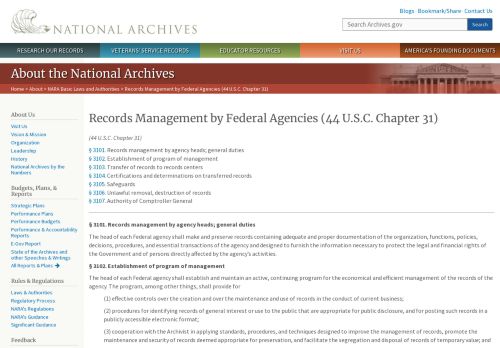 Blogs · Bookmark/Share · Contact Us
NATIONAL ARCHIVES
Search Archives.gov
Search
RESEARCH OUR RECORDS
VETERANS' SERVICE RECORDS
EDUCATOR RESOURCES
VISIT US
AMERICA'S FOUNDING DOCUMENTS
About the National Archives
Home > About > NARA Basic Laws and Authorities > Records Management by Federal Agencies (44 U.S.C. Chapter 31)
About Us
Visit Us
Vision & Mission
Organization
Leadership
History
National Archives by the
Numbers
Budgets, Plans, &
Reports
Strategic Plans
Performance Plans
Performance Budgets
Performance & Accountability
Reports
E-Gov Report
State of the Archives and
other Speeches & Writings
All Reports & Plans →
Rules & Regulations
Laws & Authorities
Regulatory Process
NARA's Regulations
NARA's Guidance
Significant Guidance
Feedback
Records Management by Federal Agencies (44 U.S.C. Chapter 31)
(44 U.S.C. Chapter 31)
§ 3101. Records management by agency heads; general duties
§ 3102. Establishment of program of management
§ 3103. Transfer of records to records centers
§ 3104. Certifications and determinations on transferred records
§ 3105. Safeguards
§ 3106. Unlawful removal, destruction of records
§ 3107. Authority of Comptroller General
§ 3101. Records management by agency heads; general duties
The head of each Federal agency shall make and preserve records containing adequate and proper documentation of the organization, functions, policies,
decisions, procedures, and essential transactions of the agency and designed to furnish the information necessary to protect the legal and financial rights of
the Government and of persons directly affected by the agency's activities.
§ 3102. Establishment of program of management
The head of each Federal agency shall establish and maintain an active, continuing program for the economical and efficient management of the records of the
agency The program, among other things, shall provide for
(1) effective controls over the creation and over the maintenance and use of records in the conduct of current business;
(2) procedures for identifying records of general interest or use to the public that are appropriate for public disclosure, and for posting such records in a
publicly accessible electronic format;
(3) cooperation with the Archivist in applying standards, procedures, and techniques designed to improve the management of records, promote the
maintenance and security of records deemed appropriate for preservation, and facilitate the segregation and disposal of records of temporary value; and